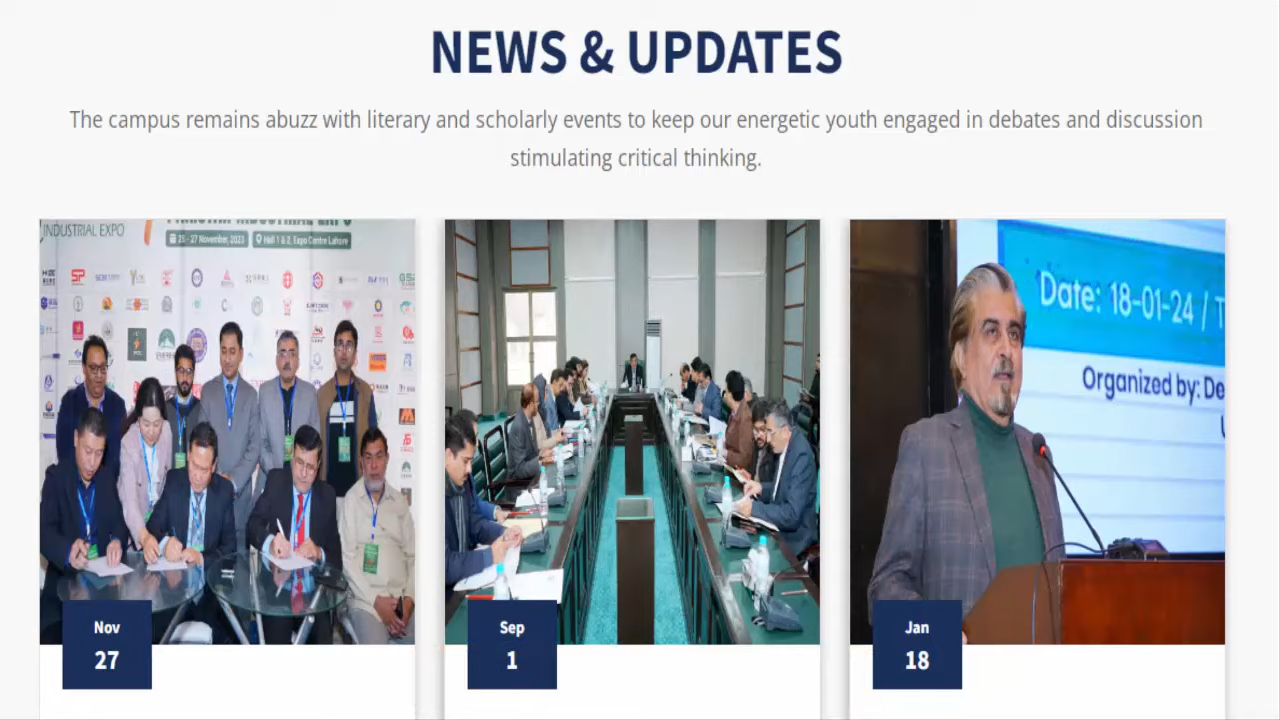 NEWS & UPDATES
The campus remains abuzz with literary and scholarly events to keep our energetic youth engaged in debates and discussion
stimulating critical thinking.
INDUSTRIAL EXPO
25 - 27 November, 2023
Hall 1 & 2, Expo Centre Lahore
Date: 18-01-24 / T
Organized by: De
Nov
27
Sep
1
Jan
18